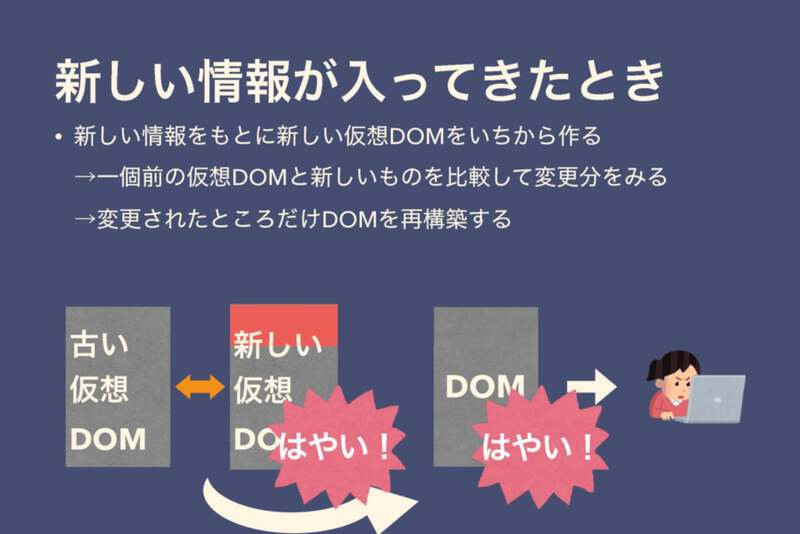 新しい情報が入ってきたとき
• 新しい情報をもとに新しい仮想DOMをいちから作る
→一個前の仮想DOMと新しいものを比較して変更分をみる
→変更されたところだけDOMを再構築する
古い
仮想
DOM
新しい
仮想
DO
はやい！
DOM
はやい！